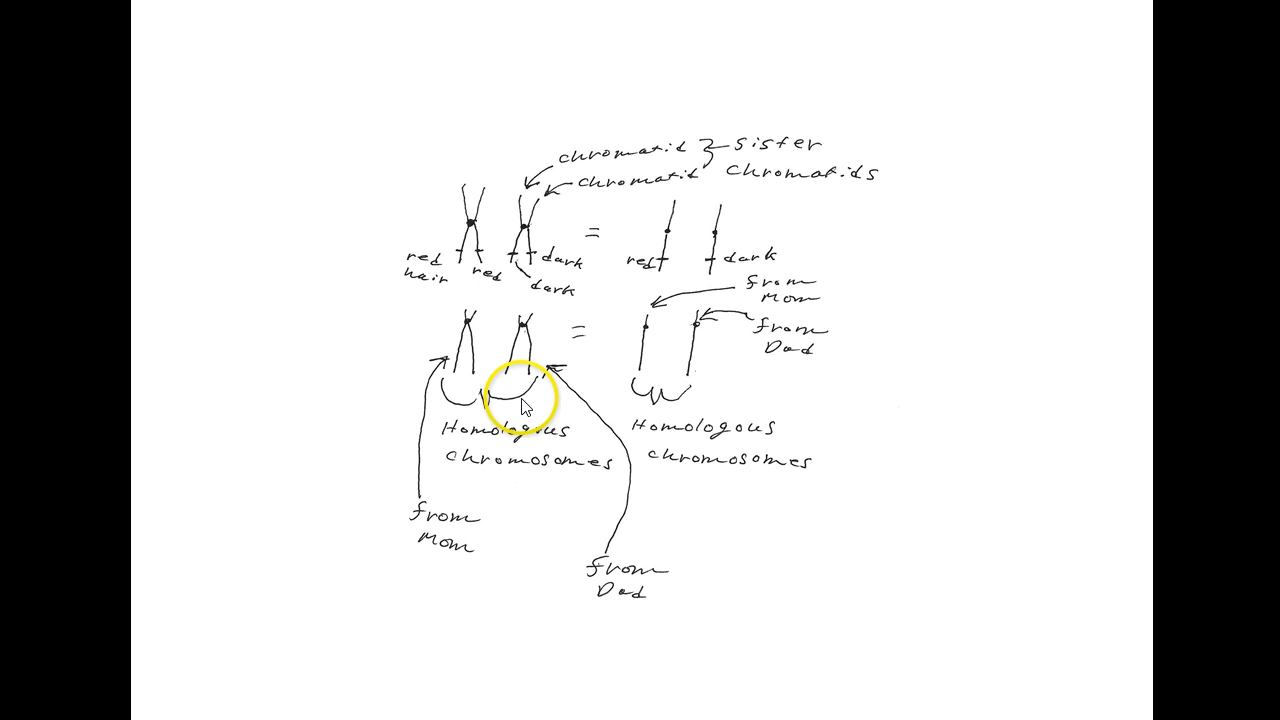 chromatid } sister
chromatid chromatids
=
red hair red dark dark
red dark
from Mom
=
from Dad
Homologous chromosomes
Homologous chromosomes
from Mom
from Dad